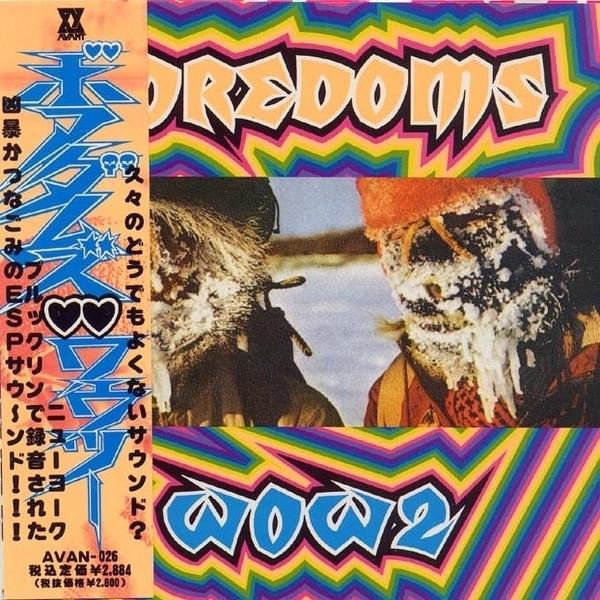 AVANT
ボアダムズ
ワウツー
久々のどうでもよくないサウンド?
ニューヨーク
ブルックリンで録音された
凶暴かつなごみのESPサウ〜ンド!!!
AVAN-026
税込定価¥2,884
(税抜価格¥2,800)
OREDOMS
WOW2